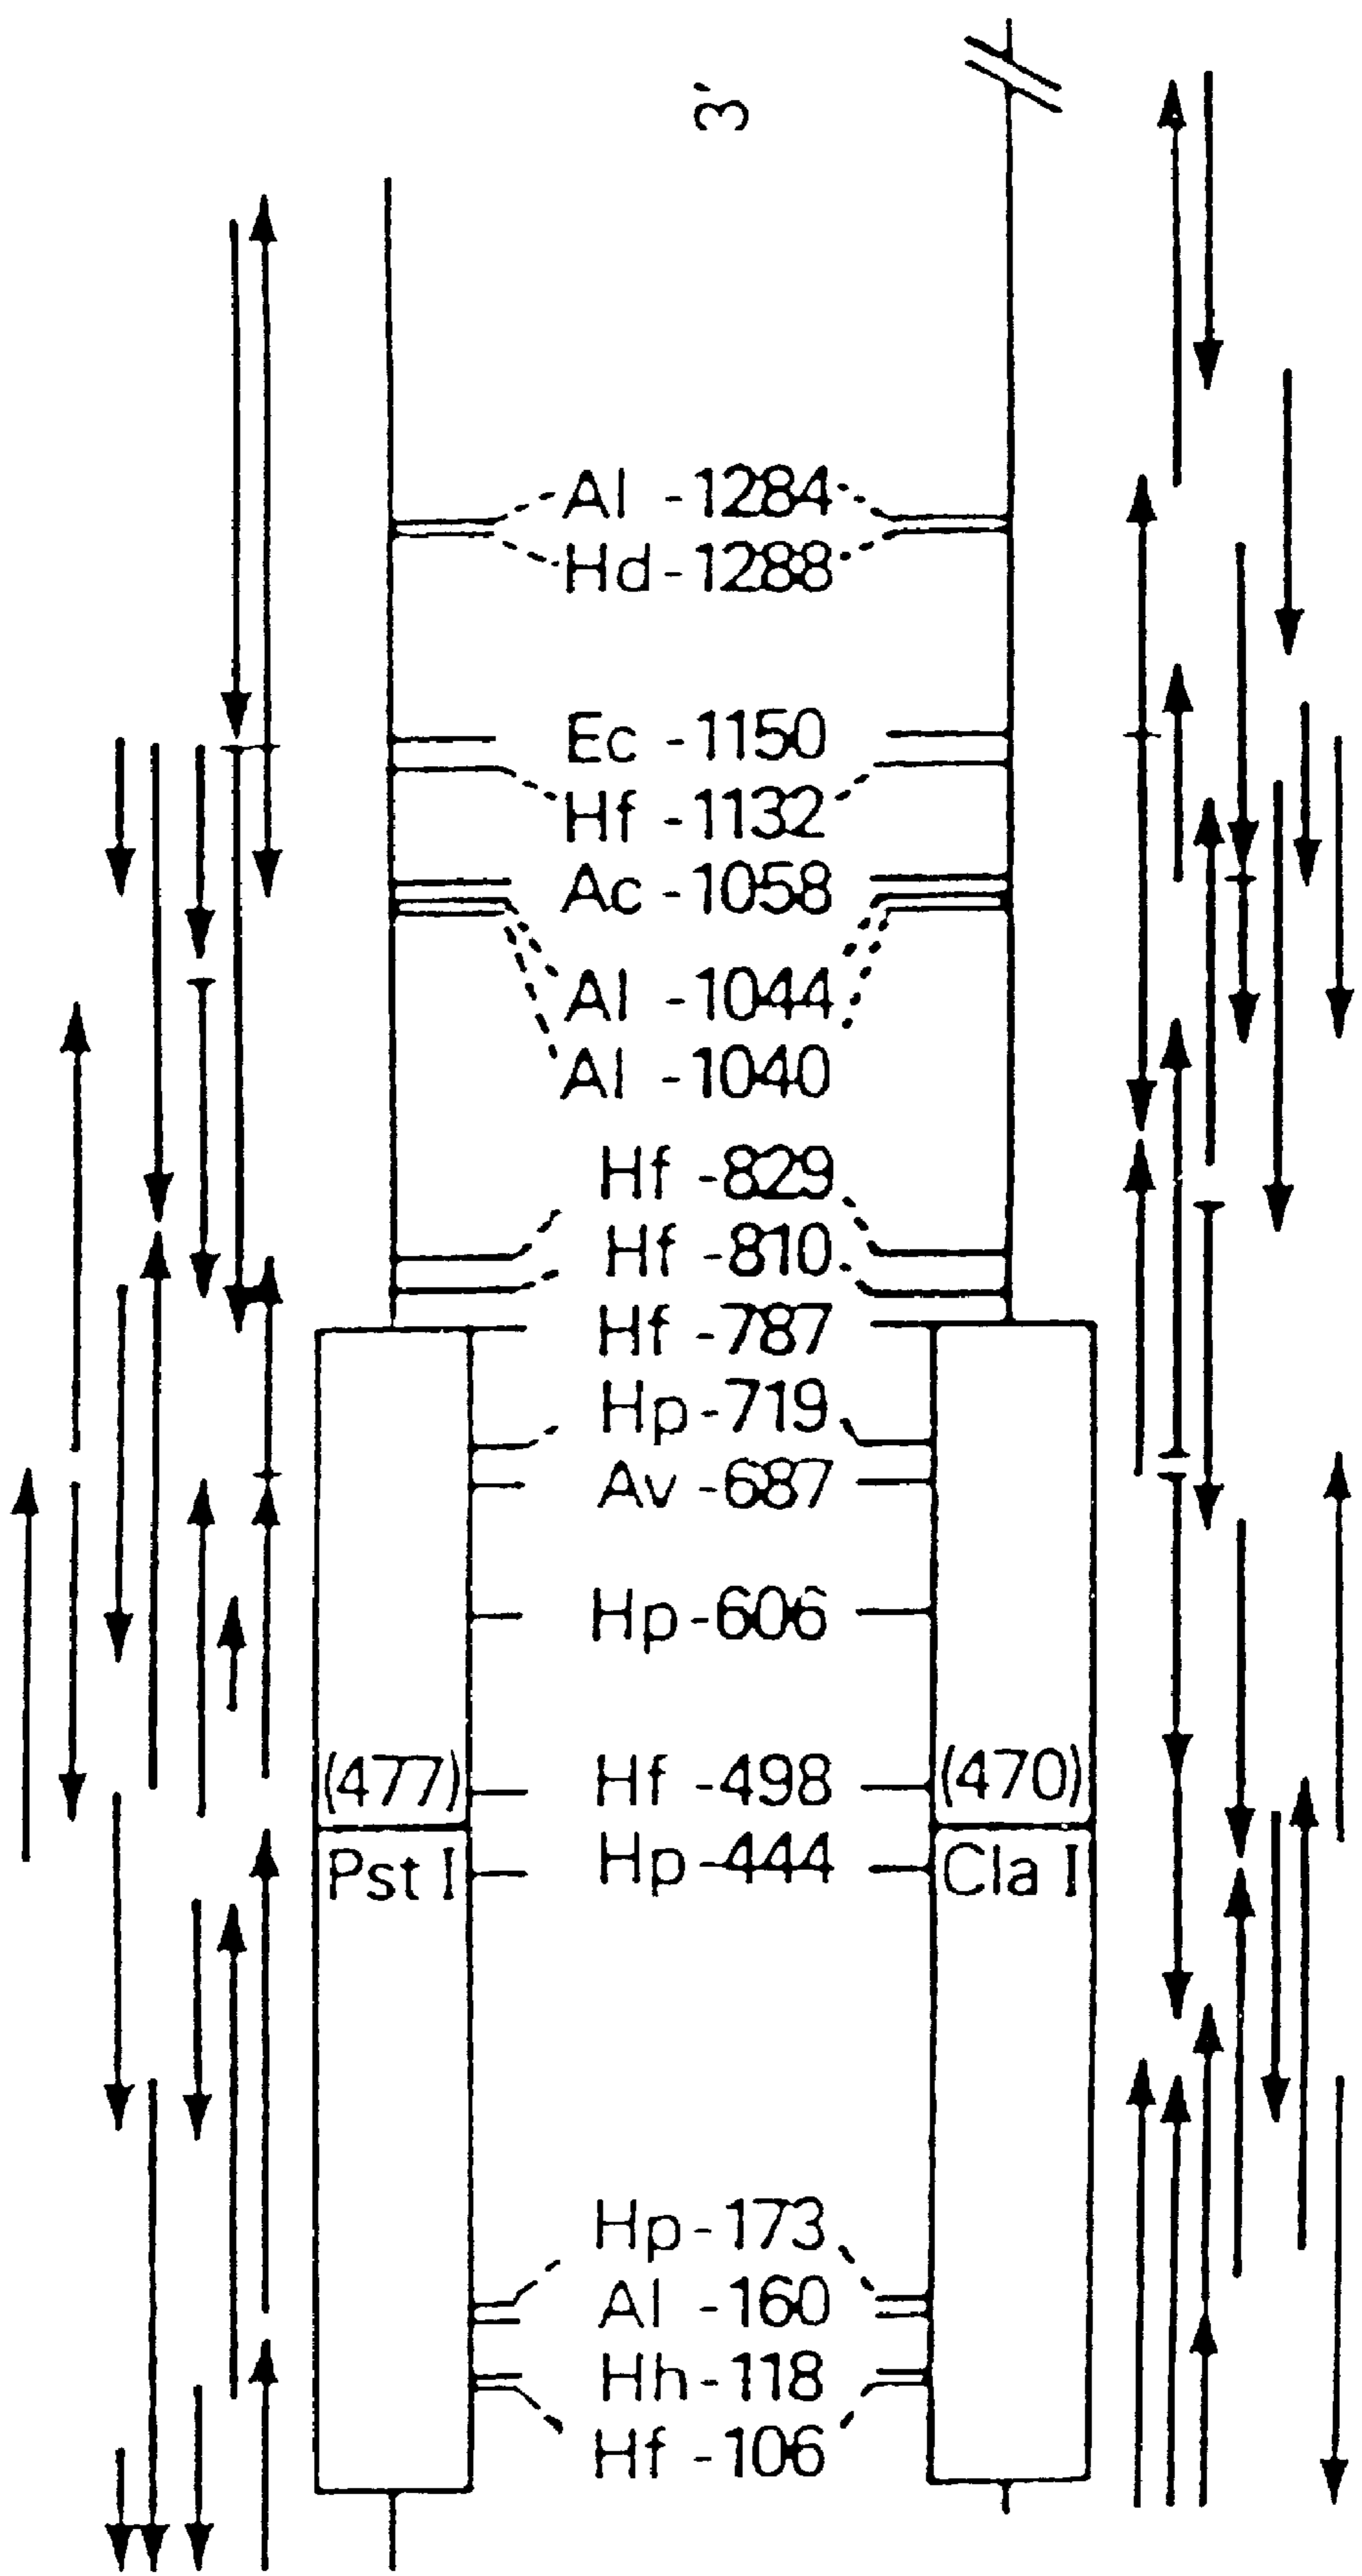 3'
Al -1284
Hd-1288
Ec -1150
Hf -1132
Ac -1058
Al -1044
Al -1040
Hf -829
Hf -810
Hf -787
Hp-719
Av -687
Hp-606
(477) Hf -498 (470)
Pst I Hp-444 Cla I
Hp-173
Al -160
Hh-118
Hf -106